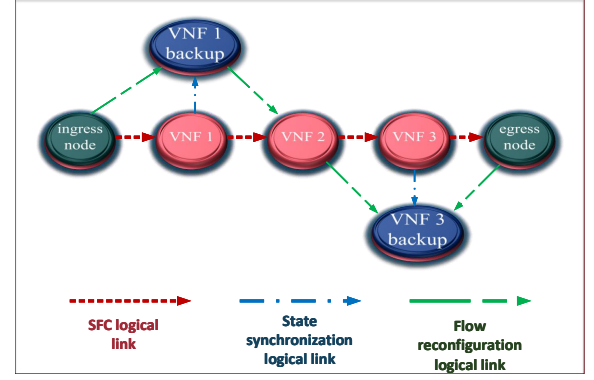 VNF 1
backup
ingress
node
VNF 1
VNF 2
VNF 3
egress
node
VNF 3
backup
SFC logical
link
State
synchronization
logical link
Flow
reconfiguration
logical link